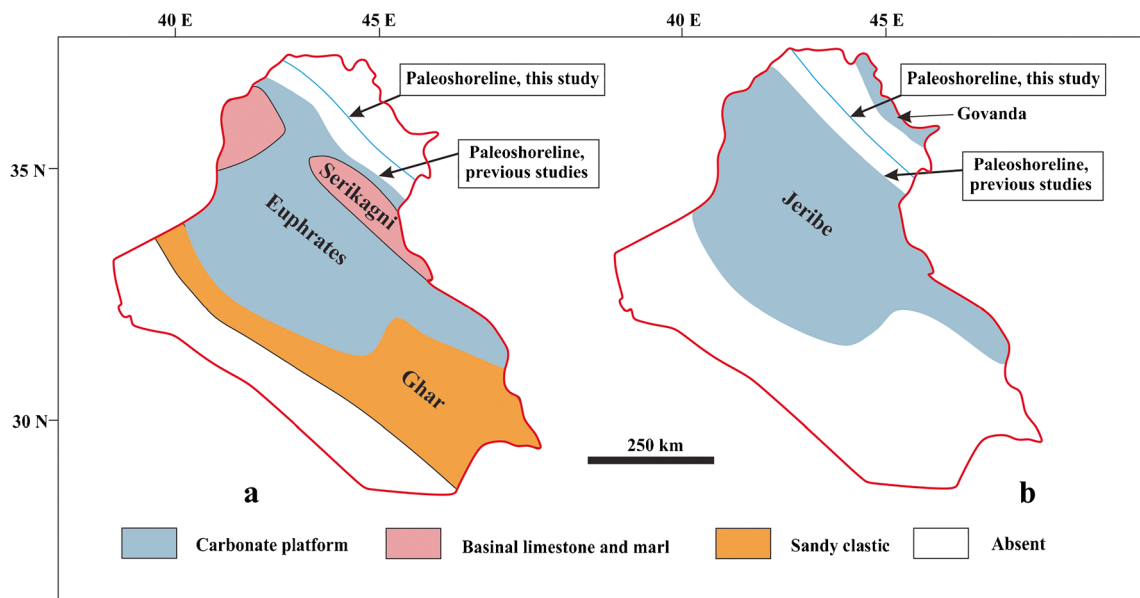 40 E
45 E
40 E
45 E
Paleoshoreline, this study
Paleoshoreline, this study
Govanda
35 N
Paleoshoreline,
previous studies
Paleoshoreline,
previous studies
Serikagni
Euphrates
Jeribe
Ghar
30 N
250 km
a
b
Carbonate platform
Basinal limestone and marl
Sandy clastic
Absent